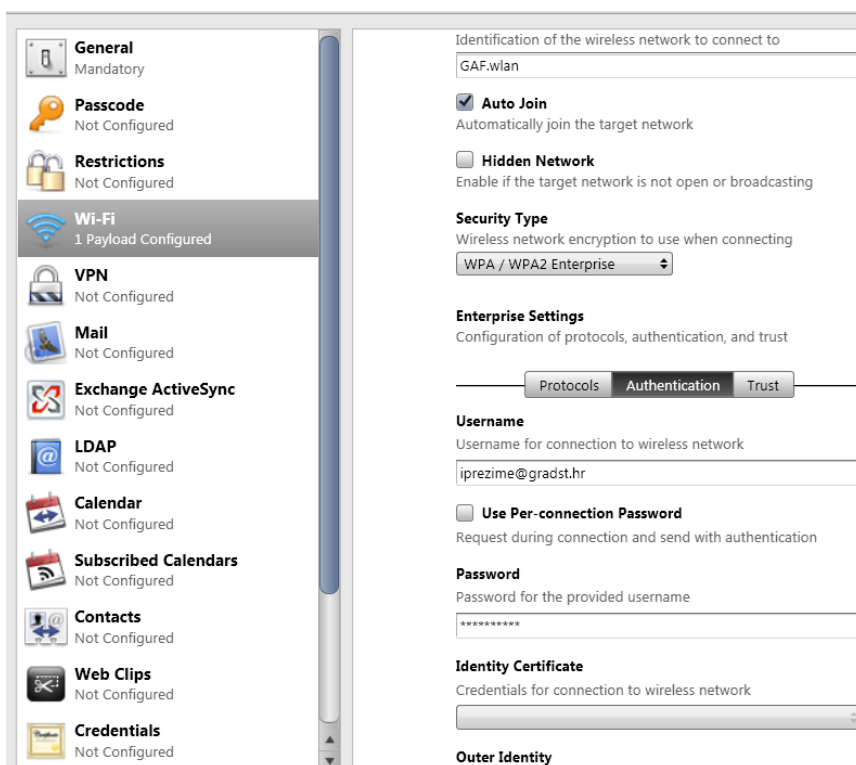 General
Mandatory
Passcode
Not Configured
Restrictions
Not Configured
Wi-Fi
1 Payload Configured
VPN
Not Configured
Mail
Not Configured
Exchange ActiveSync
Not Configured
LDAP
Not Configured
Calendar
Not Configured
Subscribed Calendars
Not Configured
Contacts
Not Configured
Web Clips
Not Configured
Credentials
Not Configured
Identification of the wireless network to connect to
GAF.wlan
Auto Join
Automatically join the target network
Hidden Network
Enable if the target network is not open or broadcasting
Security Type
Wireless network encryption to use when connecting
WPA / WPA2 Enterprise
Enterprise Settings
Configuration of protocols, authentication, and trust
Protocols Authentication Trust
Username
Username for connection to wireless network
iprezime@gradst.hr
Use Per-connection Password
Request during connection and send with authentication
Password
Password for the provided username
**********
Identity Certificate
Credentials for connection to wireless network
Outer Identity